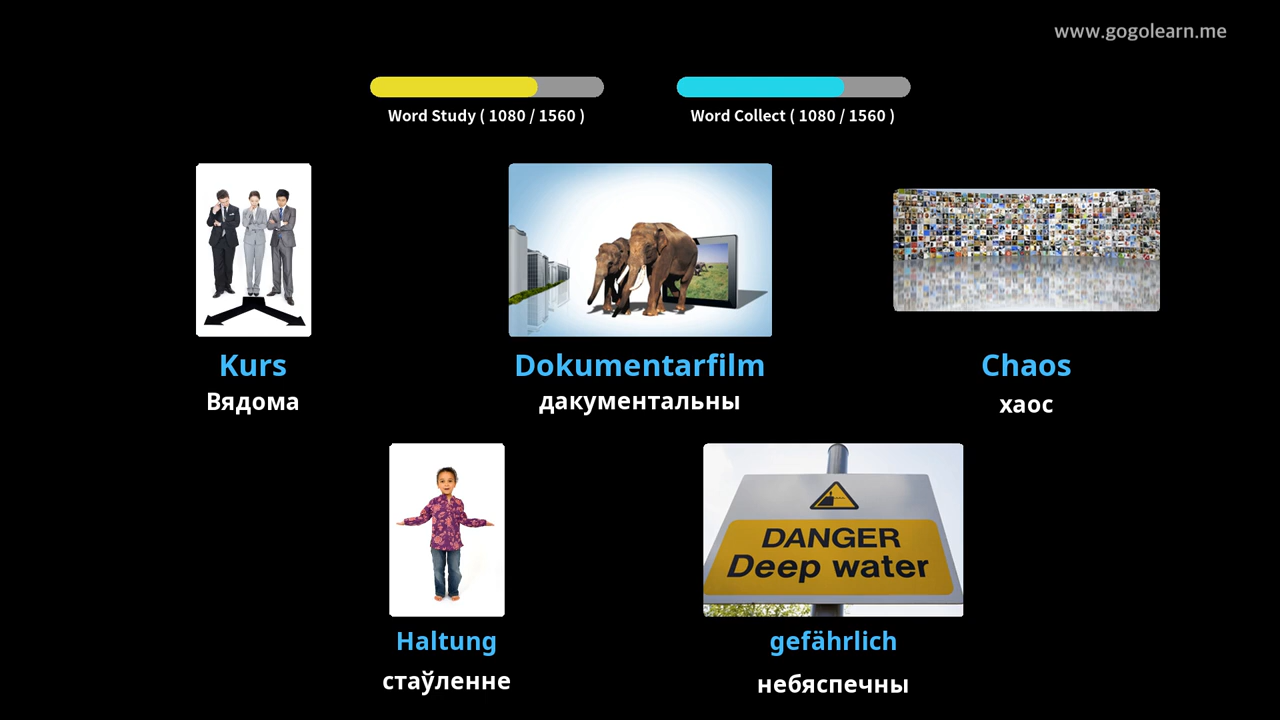 www.gogolearn.me
Word Study ( 1080 / 1560 )
Word Collect ( 1080 / 1560 )
Kurs
Вядома
Dokumentarfilm
дакументальны
Chaos
хаос
DANGER
Deep water
Haltung
стаўленне
gefährlich
небяспечны